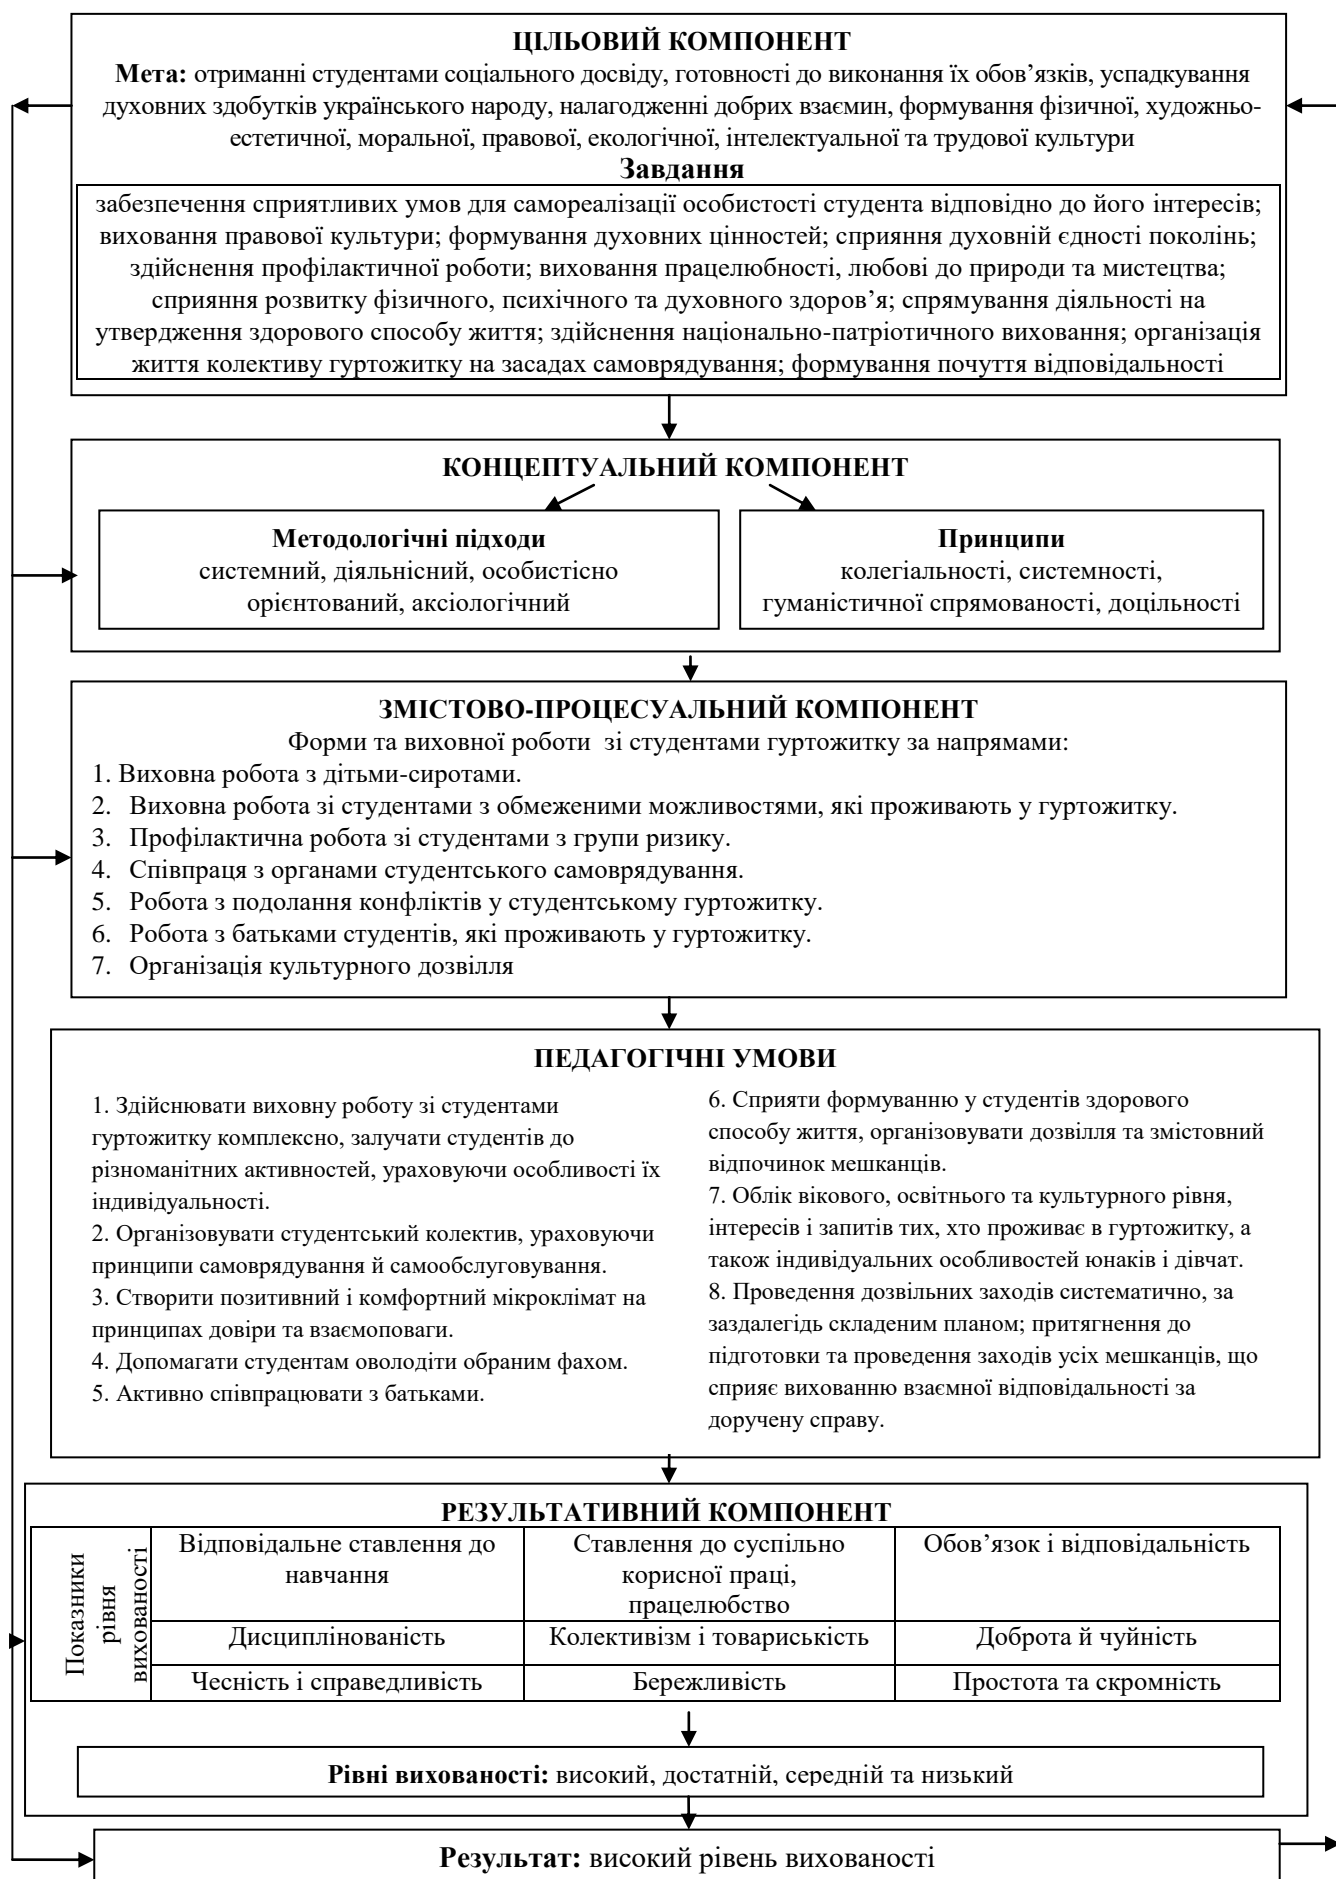 ЦІЛЬОВИЙ КОМПОНЕНТ
Мета: отриманні студентами соціального досвіду, готовності до виконання їх обов’язків, успадкування
духовних здобутків українського народу, налагодженні добрих взаємин, формування фізичної, художньо-
естетичної, моральної, правової, екологічної, інтелектуальної та трудової культури
Завдання
забезпечення сприятливих умов для самореалізації особистості студента відповідно до його інтересів;
виховання правової культури; формування духовних цінностей; сприяння духовній єдності поколінь;
здійснення профілактичної роботи; виховання працелюбності, любові до природи та мистецтва;
сприяння розвитку фізичного, психічного та духовного здоров’я; спрямування діяльності на
утвердження здорового способу життя; здійснення національно-патріотичного виховання; організація
життя колективу гуртожитку на засадах самоврядування; формування почуття відповідальності
КОНЦЕПТУАЛЬНИЙ КОМПОНЕНТ
Методологічні підходи
системний, діяльнісний, особистісно
орієнтований, аксіологічний
Принципи
колегіальності, системності,
гуманістичної спрямованості, доцільності
ЗМІСТОВО-ПРОЦЕСУАЛЬНИЙ КОМПОНЕНТ
Форми та виховної роботи зі студентами гуртожитку за напрямами:
1. Виховна робота з дітьми-сиротами.
2. Виховна робота зі студентами з обмеженими можливостями, які проживають у гуртожитку.
3. Профілактична робота зі студентами з групи ризику.
4. Співпраця з органами студентського самоврядування.
5. Робота з подолання конфліктів у студентському гуртожитку.
6. Робота з батьками студентів, які проживають у гуртожитку.
7. Організація культурного дозвілля
ПЕДАГОГІЧНІ УМОВИ
1. Здійснювати виховну роботу зі студентами
гуртожитку комплексно, залучати студентів до
різноманітних активностей, ураховуючи особливості їх
індивідуальності.
2. Організовувати студентський колектив, ураховуючи
принципи самоврядування й самообслуговування.
3. Створити позитивний і комфортний мікроклімат на
принципах довіри та взаємоповаги.
4. Допомагати студентам оволодіти обраним фахом.
5. Активно співпрацювати з батьками.
6. Сприяти формуванню у студентів здорового
способу життя, організовувати дозвілля та змістовний
відпочинок мешканців.
7. Облік вікового, освітнього та культурного рівня,
інтересів і запитів тих, хто проживає в гуртожитку, а
також індивідуальних особливостей юнаків і дівчат.
8. Проведення дозвільних заходів систематично, за
заздалегідь складеним планом; притягнення до
підготовки та проведення заходів усіх мешканців, що
сприяє вихованню взаємної відповідальності за
доручену справу.
РЕЗУЛЬТАТИВНИЙ КОМПОНЕНТ
Показники
рівня
вихованості
Відповідальне ставлення до
навчання
Ставлення до суспільно
корисної праці,
працелюбство
Обов’язок і відповідальність
Дисциплінованість
Колективізм і товариськість
Доброта й чуйність
Чесність і справедливість
Бережливість
Простота та скромність
Рівні вихованості: високий, достатній, середній та низький
Результат: високий рівень вихованості